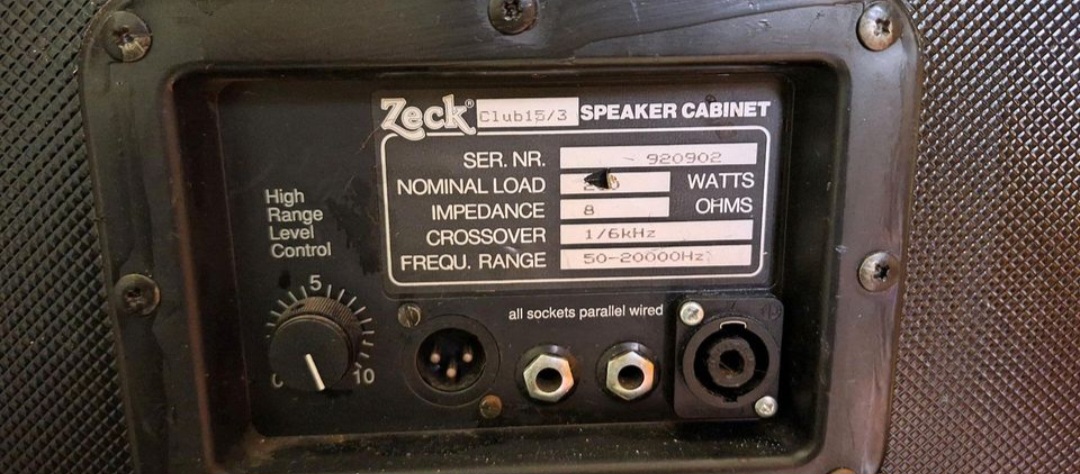 Zeck® Club15/3 SPEAKER CABINET
SER. NR. 920902
NOMINAL LOAD WATTS
IMPEDANCE 8 OHMS
CROSSOVER 1/6kHz
FREQU. RANGE 50-20000Hz
High
Range
Level
Control
5
0 10
all sockets parallel wired